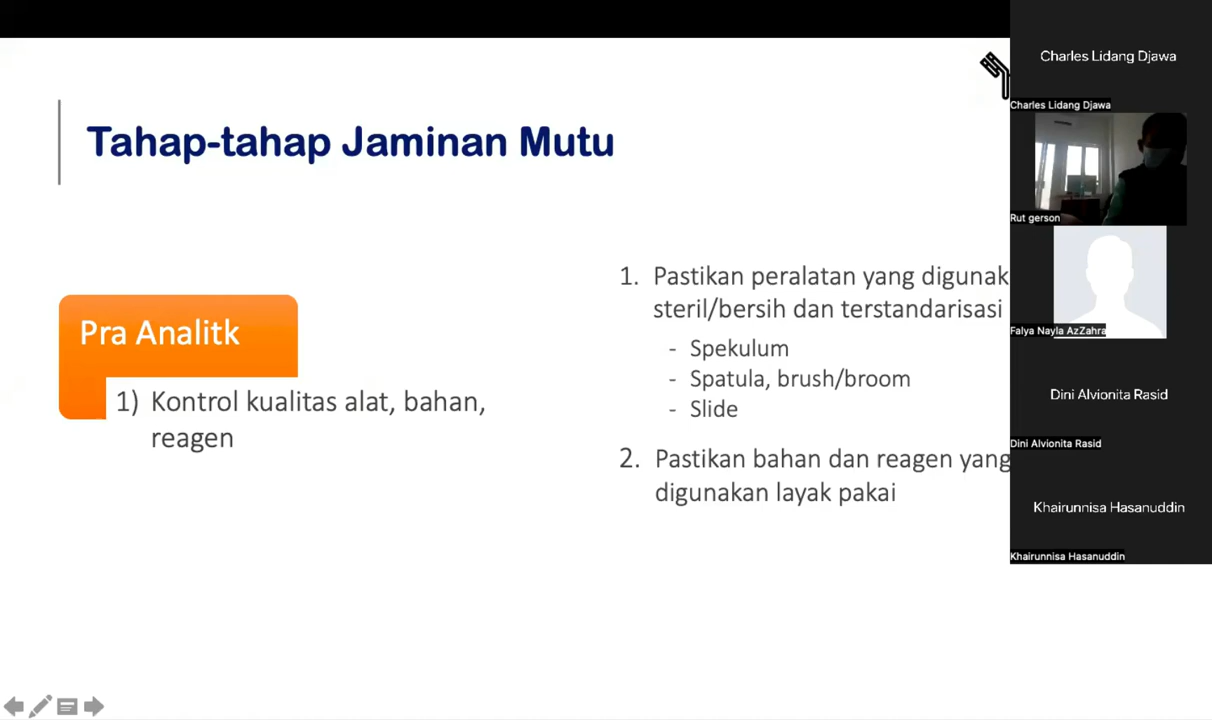 Tahap-tahap Jaminan Mutu
Pra Analitk
1) Kontrol kualitas alat, bahan,
reagen
1. Pastikan peralatan yang digunak
steril/bersih dan terstandarisasi
- Spekulum
- Spatula, brush/broom
- Slide
2. Pastikan bahan dan reagen yang
digunakan layak pakai
Charles Lidang Djawa
Charles Lidang Djawa
Rut gerson
Falya Nayla AzZahra
Dini Alvionita Rasid
Dini Alvionita Rasid
Khairunnisa Hasanuddin
Khairunnisa Hasanuddin